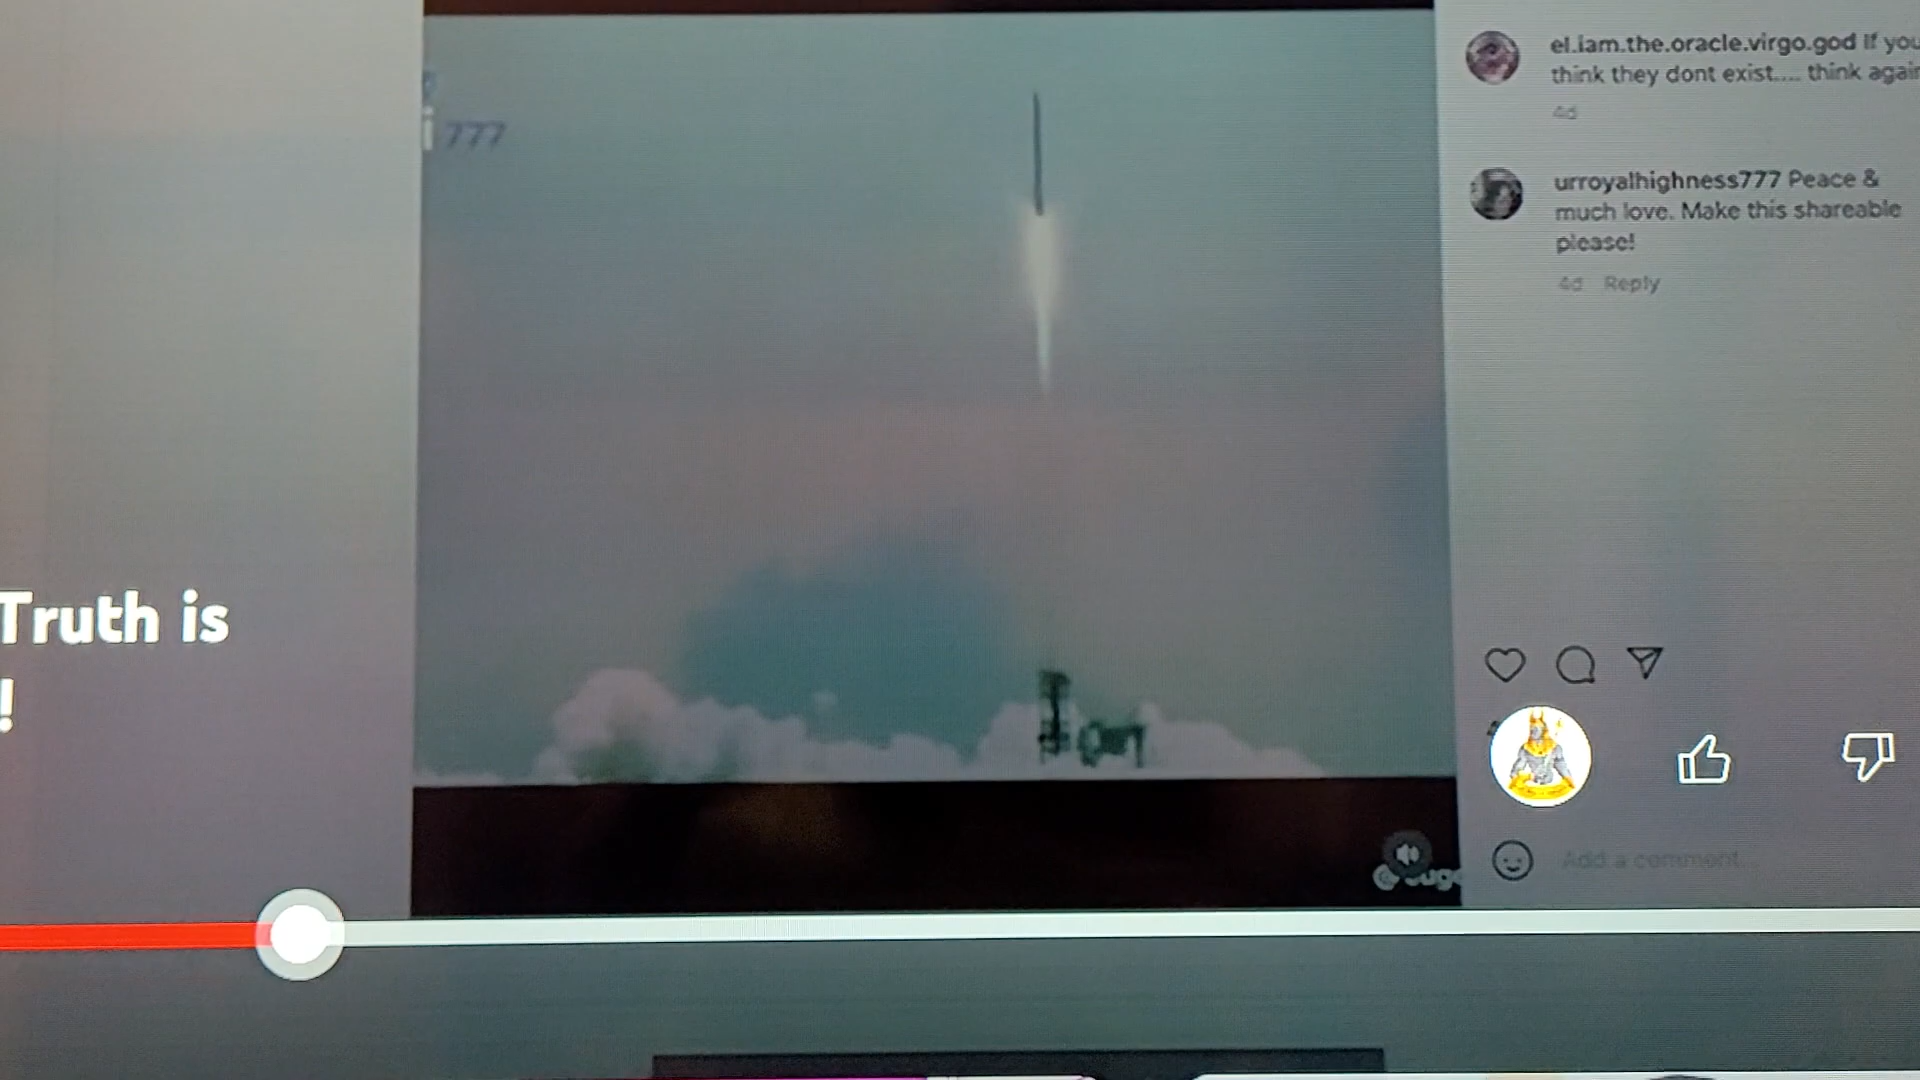 777
Truth is
!
el.iam.the.oracle.virgo.god If you
think they dont exist.... think again
4d
urroyalhighness777 Peace &
much love. Make this shareable
please!
4d Reply
Add a comment...